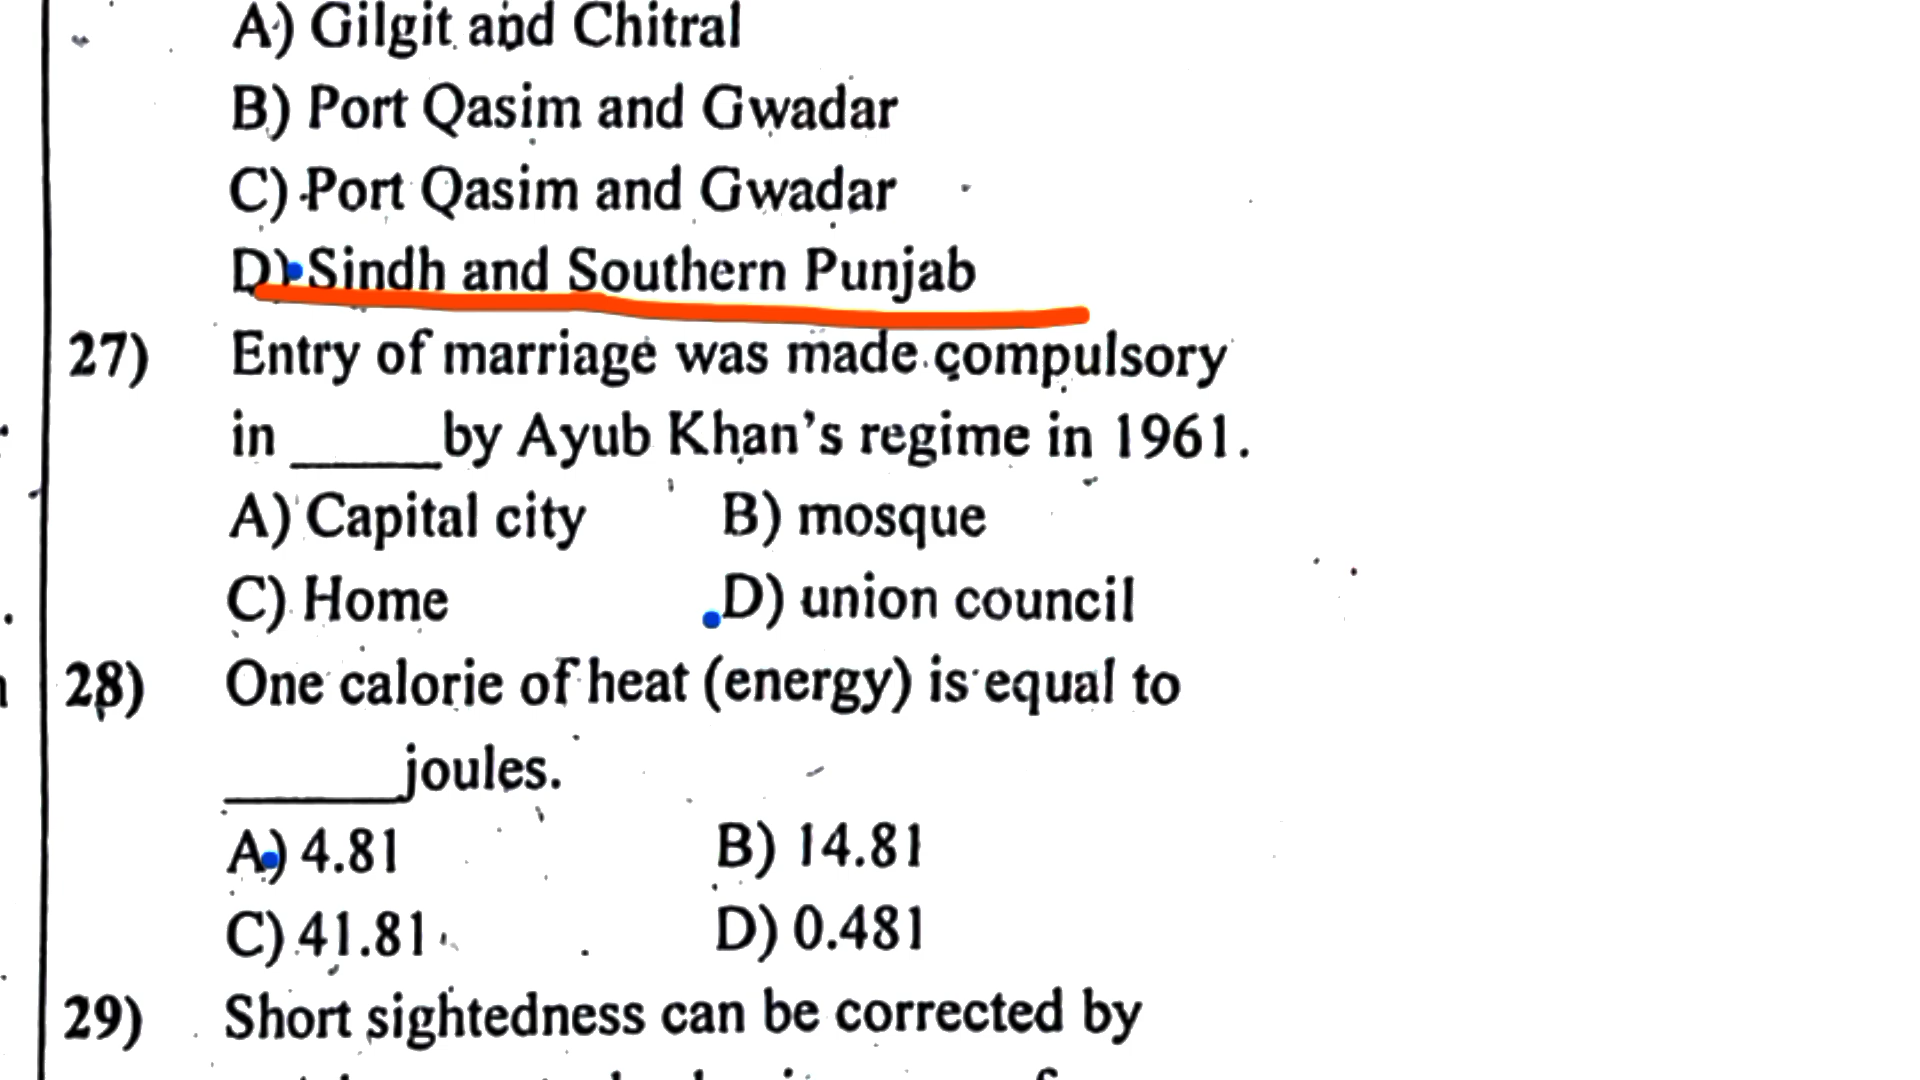 A) Gilgit and Chitral
B) Port Qasim and Gwadar
C) Port Qasim and Gwadar
D) Sindh and Southern Punjab
27) Entry of marriage was made compulsory
in _____by Ayub Khan's regime in 1961.
A) Capital city B) mosque
C) Home D) union council
28) One calorie of heat (energy) is equal to
______joules.
A) 4.81 B) 14.81
C) 41.81 D) 0.481
29) Short sightedness can be corrected by